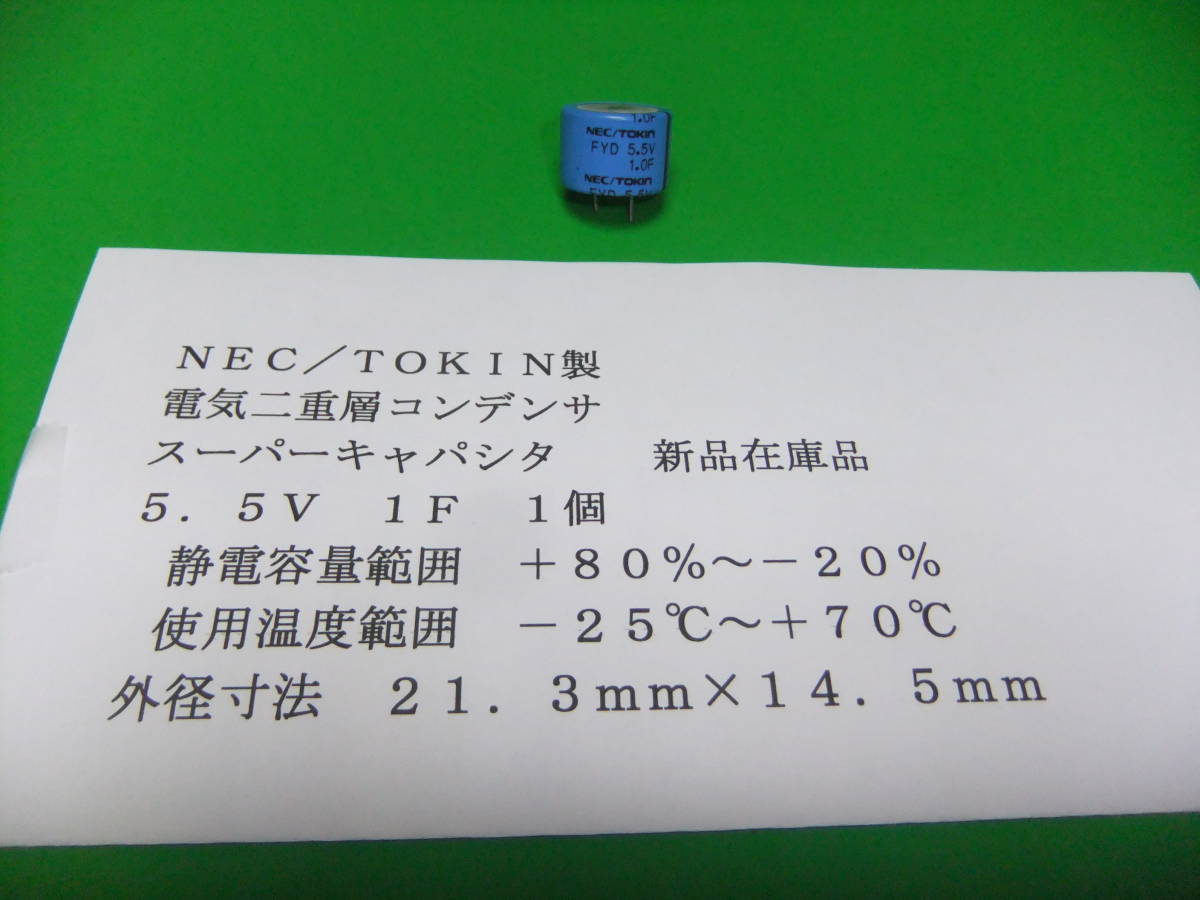 1.0F
NEC/TOKIN
FYD 5.5V
1.0F
NEC/TOKIN
FYD 5.5V
NEC／TOKIN製
電気二重層コンデンサ
スーパーキャパシタ　　新品在庫品
５．５V　１F　１個
静電容量範囲　＋８０％～－２０％
使用温度範囲　－２５℃～＋７０℃
外径寸法　２１．３mm×１４．５mm